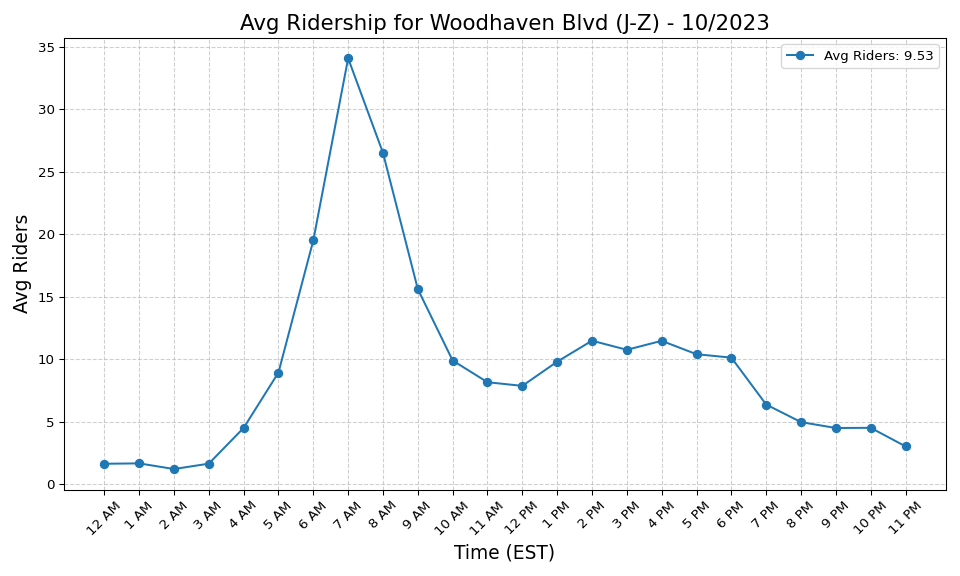 Avg Ridership for Woodhaven Blvd (J-Z) - 10/2023
Avg Riders: 9.53
Avg Riders
35
30
25
20
15
10
5
0
12 AM
1 AM
2 AM
3 AM
4 AM
5 AM
6 AM
7 AM
8 AM
9 AM
10 AM
11 AM
12 PM
1 PM
2 PM
3 PM
4 PM
5 PM
6 PM
7 PM
8 PM
9 PM
10 PM
11 PM
Time (EST)